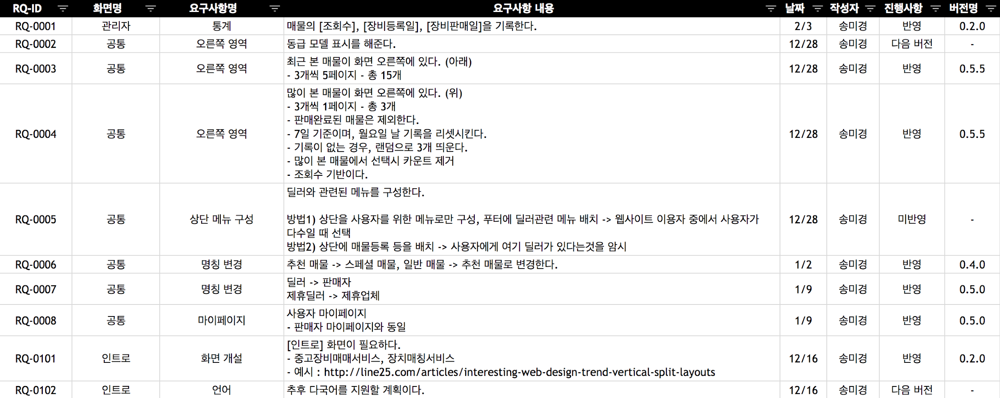 RQ-ID 화면명 요구사항명 요구사항 내용 날짜 작성자 진행사항 버전명
RQ-0001 관리자 통계 매물의 [조회수], [장비등록일], [장비판매일]을 기록한다. 2/3 송미경 반영 0.2.0
RQ-0002 공통 오른쪽 영역 동급 모델 표시를 해준다. 12/28 송미경 다음 버전 -
RQ-0003 공통 오른쪽 영역 최근 본 매물이 화면 오른쪽에 있다. (아래)
- 3개씩 5페이지 - 총 15개
12/28 송미경 반영 0.5.5
RQ-0004 공통 오른쪽 영역 많이 본 매물이 화면 오른쪽에 있다. (위)
- 3개씩 1페이지 - 총 3개
- 판매완료된 매물은 제외한다.
- 7일 기준이며, 월요일 날 기록을 리셋시킨다.
- 기록이 없는 경우, 랜덤으로 3개 띄운다.
- 많이 본 매물에서 선택시 카운트 제거
- 조회수 기반이다.
12/28 송미경 반영 0.5.5
RQ-0005 공통 상단 메뉴 구성 딜러와 관련된 메뉴를 구성한다.
방법1) 상단을 사용자를 위한 메뉴로만 구성, 푸터에 딜러관련 메뉴 배치 -> 웹사이트 이용자 중에서 사용자가
다수일 때 선택
방법2) 상단에 매물등록 등을 배치 -> 사용자에게 여기 딜러가 있다는것을 암시
12/28 송미경 미반영 -
RQ-0006 공통 명칭 변경 추천 매물 -> 스페셜 매물, 일반 매물 -> 추천 매물로 변경한다. 1/2 송미경 반영 0.4.0
RQ-0007 공통 명칭 변경 딜러 -> 판매자
제휴딜러 -> 제휴업체
1/9 송미경 반영 0.5.0
RQ-0008 공통 마이페이지 사용자 마이페이지
- 판매자 마이페이지와 동일
1/9 송미경 반영 0.5.0
RQ-0101 인트로 화면 개설 [인트로] 화면이 필요하다.
- 중고장비매매서비스, 장치매칭서비스
- 예시 : http://line25.com/articles/interesting-web-design-trend-vertical-split-layouts
12/16 송미경 반영 0.2.0
RQ-0102 인트로 언어 추후 다국어를 지원할 계획이다. 12/16 송미경 다음 버전 -